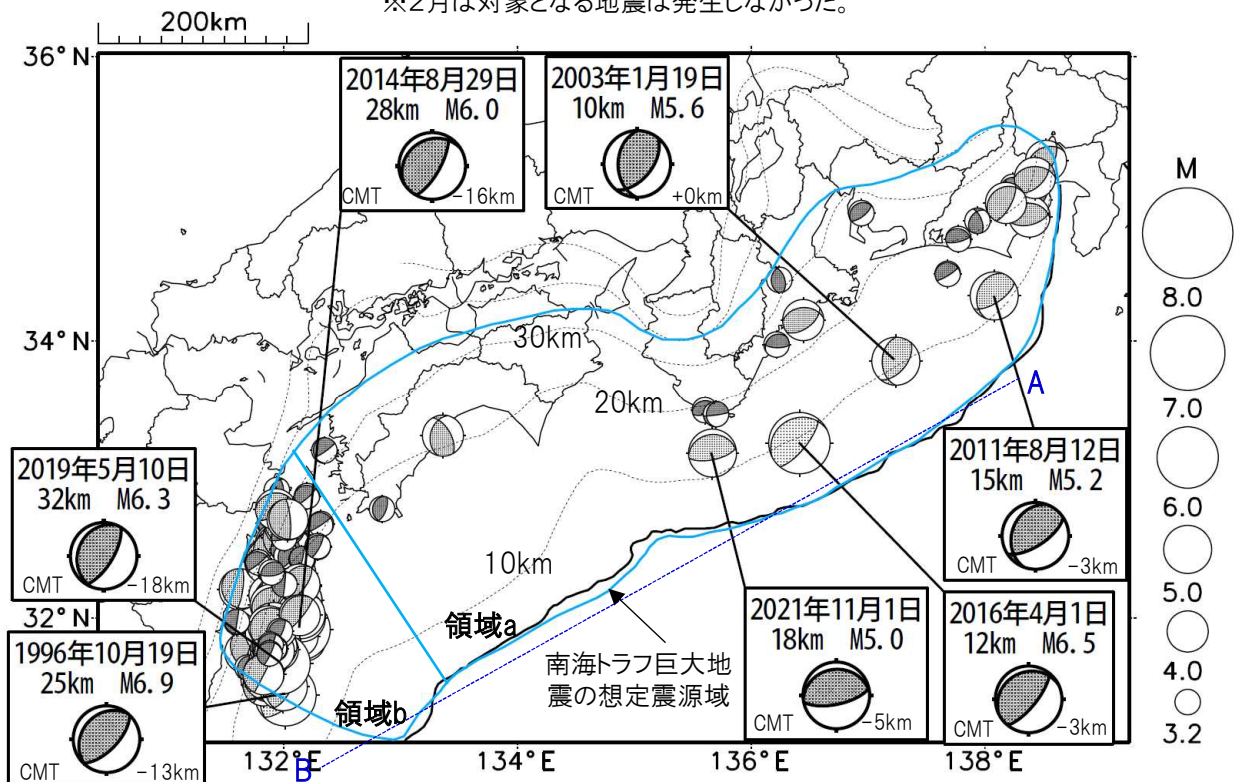 ※2月は対象となる地震は発生しなかった。
200km
36°N
34°N
32°N
132°E
134°E
136°E
138°E
2014年8月29日
28km M6.0
CMT
-16km
2003年1月19日
10km M5.6
CMT
+0km
30km
20km
10km
A
B
領域a
領域b
南海トラフ巨大地
震の想定震源域
2019年5月10日
32km M6.3
CMT
-18km
1996年10月19日
25km M6.9
CMT
-13km
2011年8月12日
15km M5.2
CMT
-3km
2021年11月1日
18km M5.0
CMT
-5km
2016年4月1日
12km M6.5
CMT
-3km
M
8.0
7.0
6.0
5.0
4.0
3.2